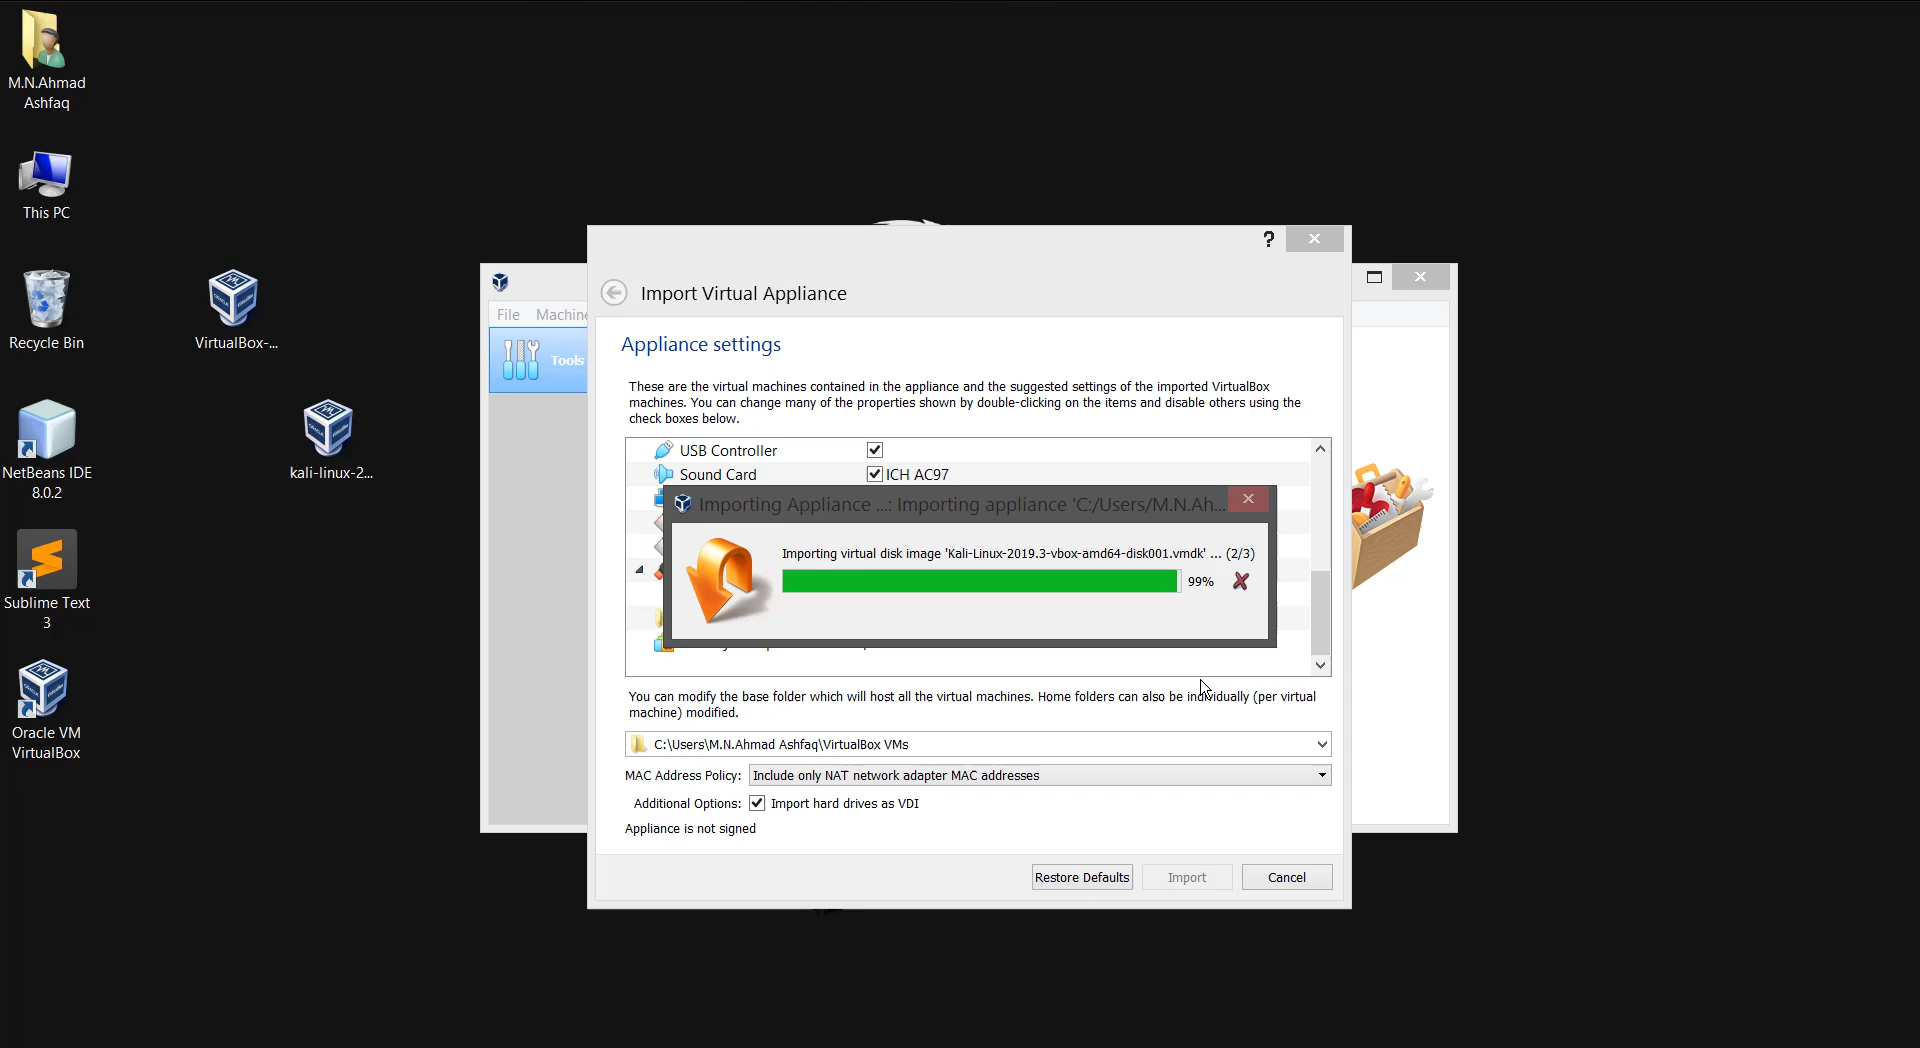 M.N.Ahmad
Ashfaq
This PC
Recycle Bin
VirtualBox-...
NetBeans IDE
8.0.2
kali-linux-2...
Sublime Text
3
Oracle VM
VirtualBox
File Machine
Tools
?
Import Virtual Appliance
Appliance settings
These are the virtual machines contained in the appliance and the suggested settings of the imported VirtualBox
machines. You can change many of the properties shown by double-clicking on the items and disable others using the
check boxes below.
USB Controller
Sound Card ICH AC97
Importing Appliance ...: Importing appliance 'C:/Users/M.N.Ah...
Importing virtual disk image 'Kali-Linux-2019.3-vbox-amd64-disk001.vmdk' ... (2/3)
99%
You can modify the base folder which will host all the virtual machines. Home folders can also be individually (per virtual
machine) modified.
C:\Users\M.N.Ahmad Ashfaq\VirtualBox VMs
MAC Address Policy: Include only NAT network adapter MAC addresses
Additional Options: Import hard drives as VDI
Appliance is not signed
Restore Defaults Import Cancel